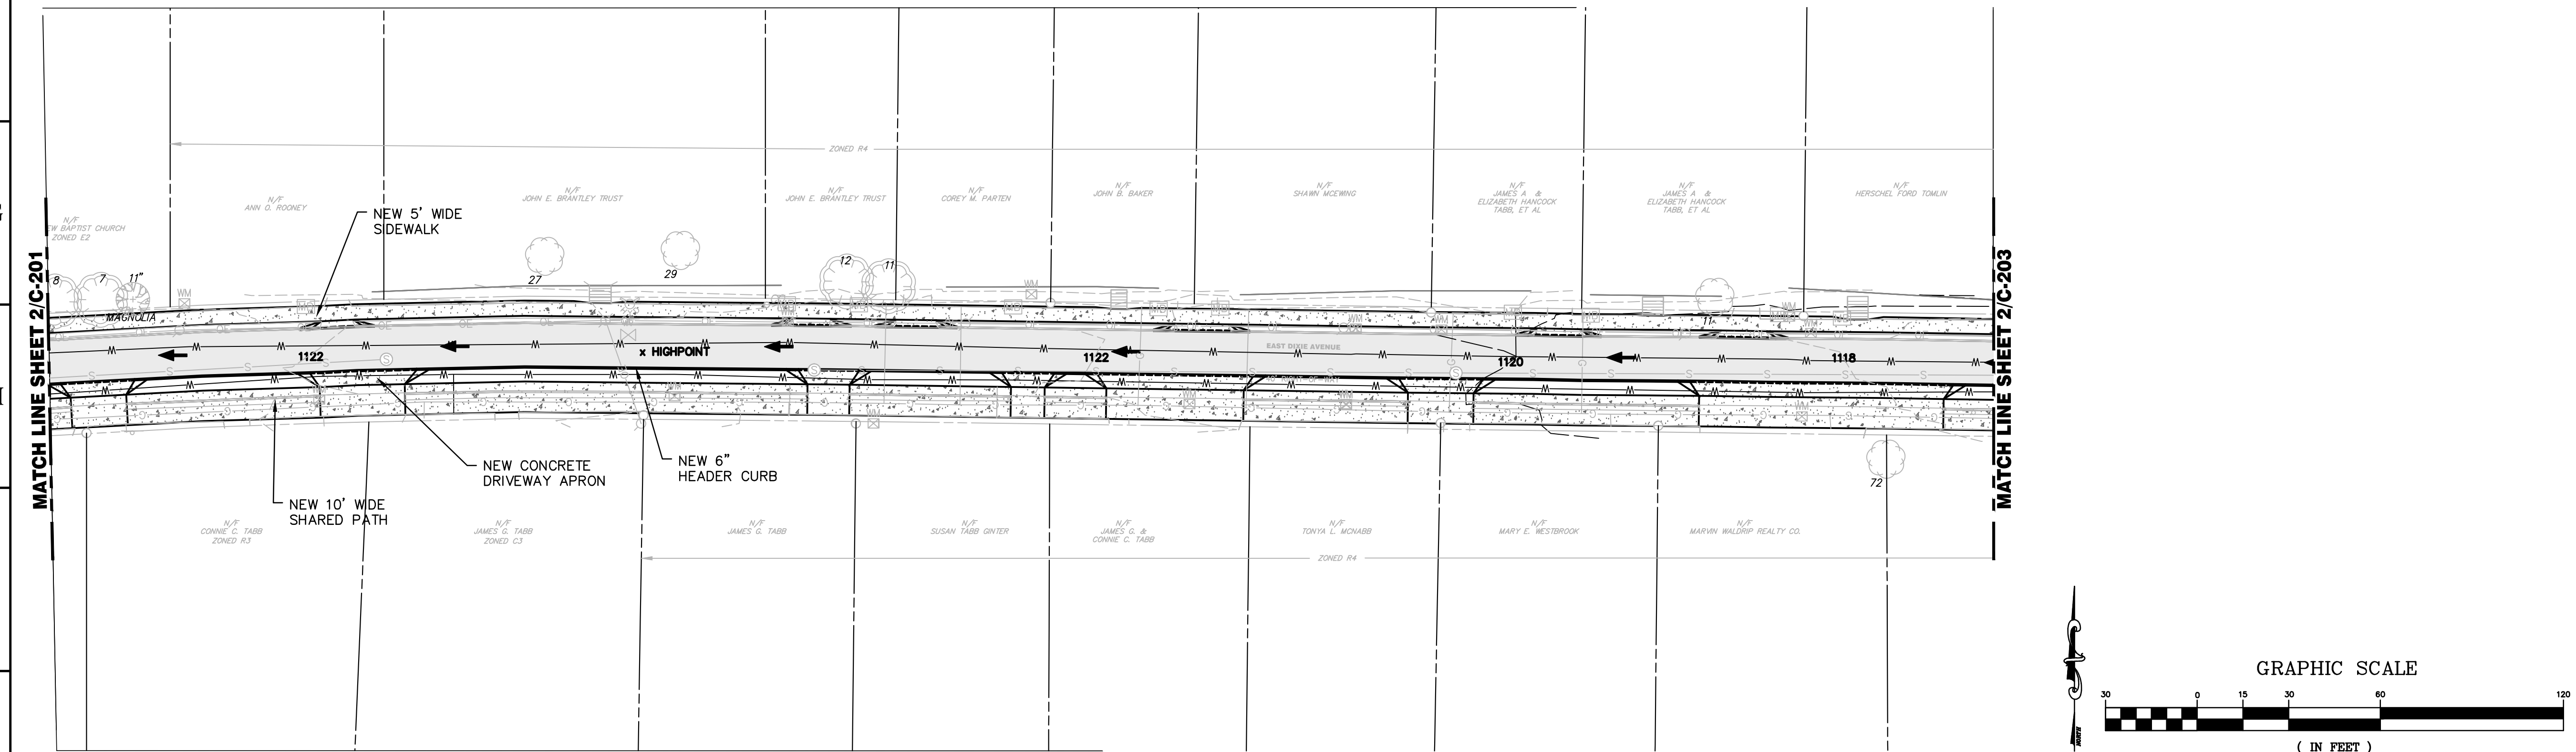 ZONED R4
N/F
ANN O. ROONEY
N/F
JOHN E. BRANTLEY TRUST
N/F
JOHN E. BRANTLEY TRUST
N/F
COREY M. PARTEN
N/F
JOHN B. BAKER
N/F
SHAWN MCEWING
N/F
JAMES A &
ELIZABETH HANCOCK
TABB, ET AL
N/F
JAMES A &
ELIZABETH HANCOCK
TABB, ET AL
N/F
HERSCHEL FORD TOMLIN
N/F
EW BAPTIST CHURCH
ZONED E2
NEW 5' WIDE
SIDEWALK
8
7
11"
MAGNOLIA
27
29
12
11
11
WM
MATCH LINE SHEET 2/C-201
MATCH LINE SHEET 2/C-203
1122
x HIGHPOINT
1122
EAST DIXIE AVENUE
1120
1118
NEW CONCRETE
DRIVEWAY APRON
NEW 6"
HEADER CURB
NEW 10' WIDE
SHARED PATH
72
N/F
CONNIE C. TABB
ZONED R3
N/F
JAMES G. TABB
ZONED C3
N/F
JAMES G. TABB
N/F
SUSAN TABB GINTER
N/F
JAMES G. &
CONNIE C. TABB
N/F
TONYA L. MCNABB
N/F
MARY E. WESTBROOK
N/F
MARVIN WALDRIP REALTY CO.
ZONED R4
GRAPHIC SCALE
30 0 15 30 60 120
( IN FEET )